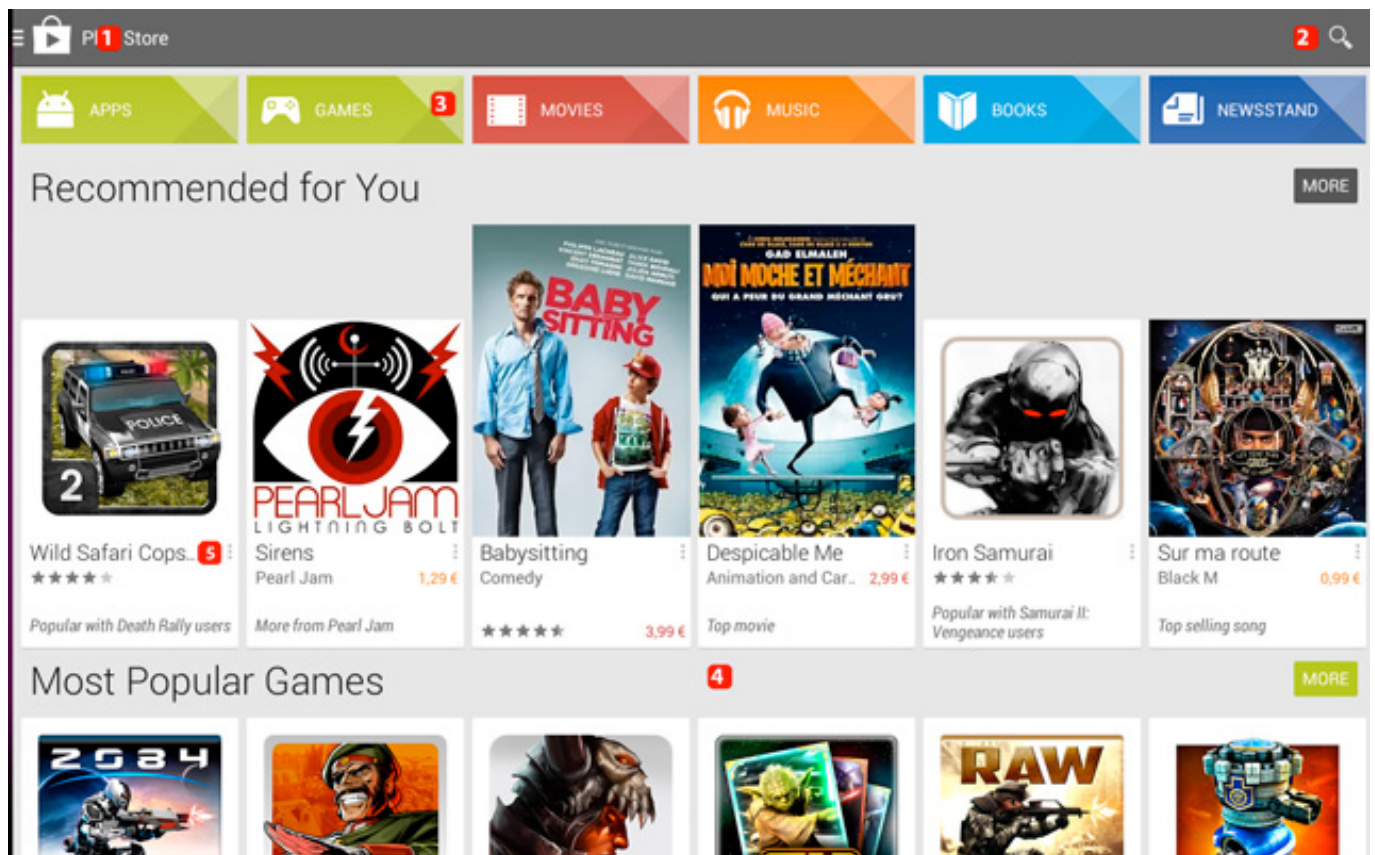 Pl 1 Store
2
APPS
GAMES 3
MOVIES
MUSIC
BOOKS
NEWSSTAND
Recommended for You
MORE
POLICE
2
PEARL JAM
LIGHTNING BOLT
BABY
SITTING
GAD ELMALEH
MOI MOCHE ET MÉCHANT
QUI A PEUR DU GRAND MÉCHANT GRU?
Wild Safari Cops.. 5
Popular with Death Rally users
Sirens
Pearl Jam 1,29 €
More from Pearl Jam
Babysitting
Comedy
3,99 €
Despicable Me
Animation and Car.. 2,99 €
Top movie
Iron Samurai
Popular with Samurai II:
Vengeance users
Sur ma route
Black M 0,99 €
Top selling song
Most Popular Games
4
MORE
2084
RAW